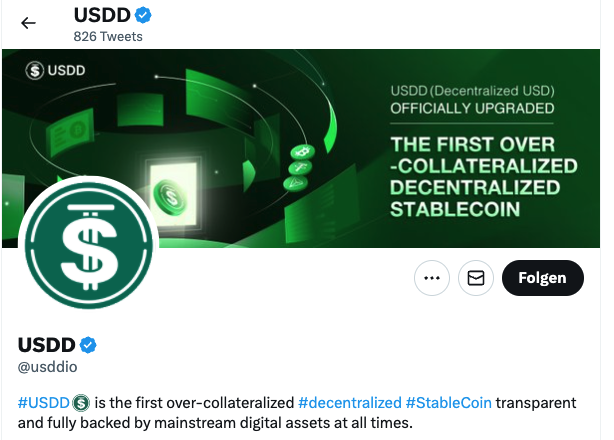 USDD
826 Tweets
USDD
USDD (Decentralized USD)
OFFICIALLY UPGRADED
THE FIRST OVER
-COLLATERALIZED
DECENTRALIZED
STABLECOIN
Folgen
USDD
@usddio
#USDD is the first over-collateralized #decentralized #StableCoin transparent
and fully backed by mainstream digital assets at all times.